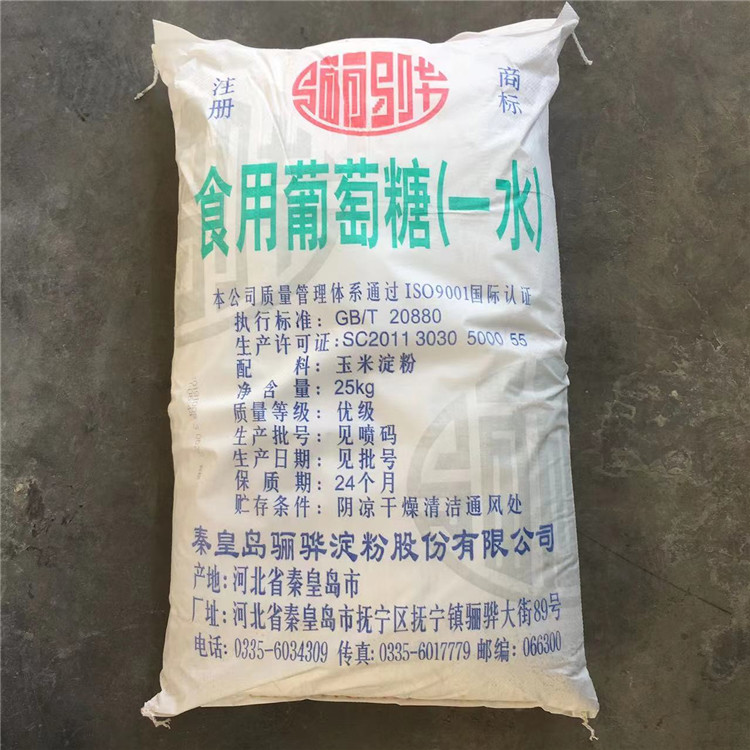 注册 骊骅 商标
食用葡萄糖(一水)
本公司质量管理体系通过ISO9001国际认证
执行标准: GB/T 20880
生产许可证:SC2011 3030 5000 55
配料: 玉米淀粉
净含量: 25kg
质量等级: 优级
生产批号: 见喷码
生产日期: 见批号
保质期: 24个月
贮存条件: 阴凉干燥清洁通风处
秦皇岛骊骅淀粉股份有限公司
产地:河北省秦皇岛市
厂址:河北省秦皇岛市抚宁区抚宁镇骊骅大街89号
电话:0335-6034309 传真:0335-6017779 邮编:066300